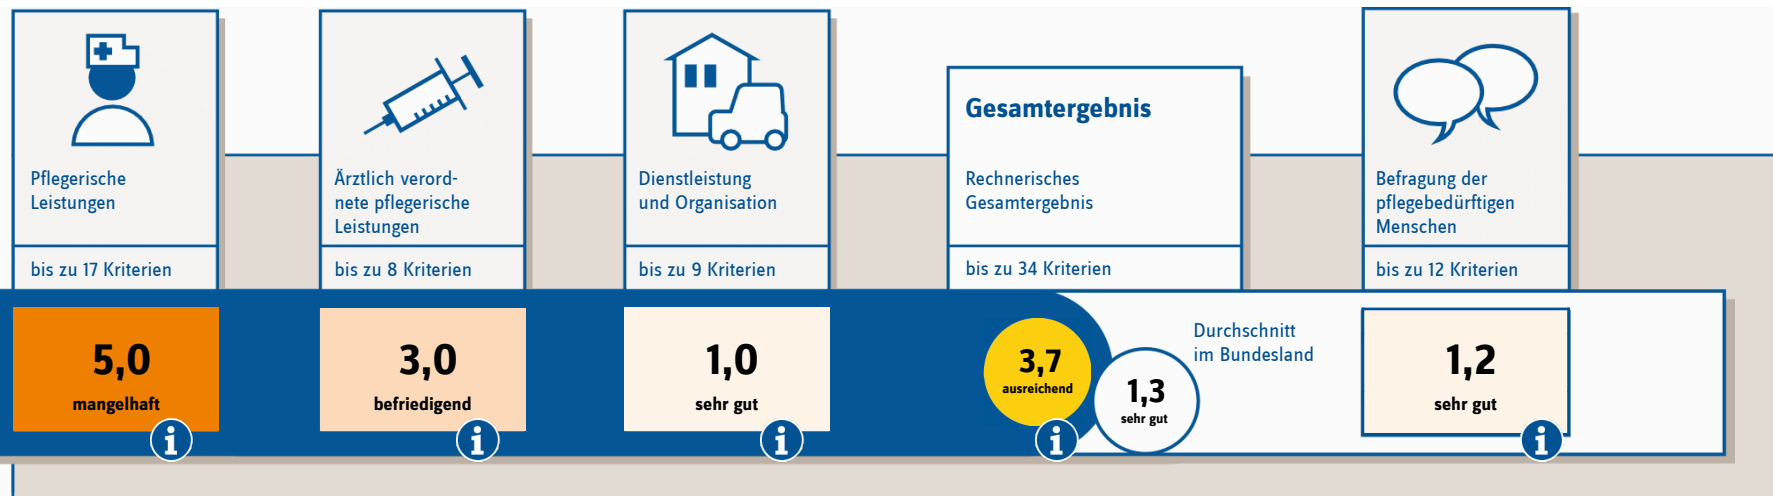 Pflegerische
Leistungen
bis zu 17 Kriterien
5,0
mangelhaft
i
Ärztlich verord-
nete pflegerische
Leistungen
bis zu 8 Kriterien
3,0
befriedigend
i
Dienstleistung
und Organisation
bis zu 9 Kriterien
1,0
sehr gut
i
Gesamtergebnis
Rechnerisches
Gesamtergebnis
bis zu 34 Kriterien
3,7
ausreichend
i
1,3
sehr gut
Durchschnitt
im Bundesland
Befragung der
pflegebedürftigen
Menschen
bis zu 12 Kriterien
1,2
sehr gut
i